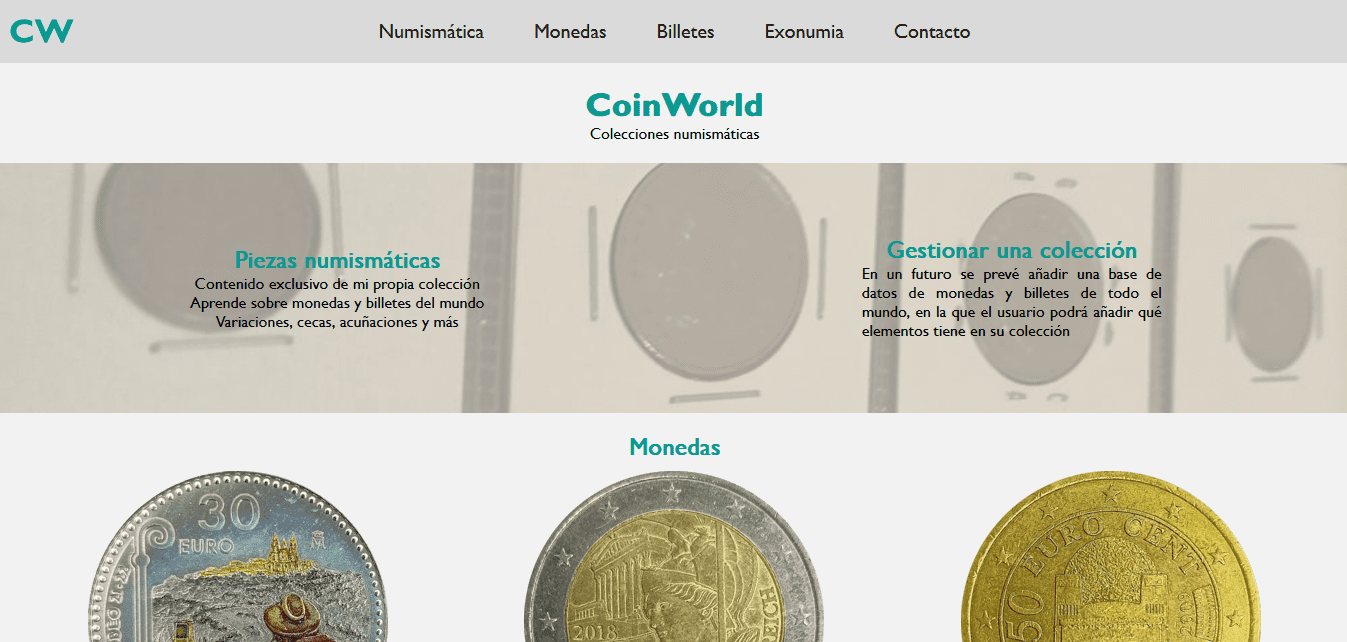 CW
Numismática Monedas Billetes Exonumia Contacto
CoinWorld
Colecciones numismáticas
Piezas numismáticas
Contenido exclusivo de mi propia colección
Aprende sobre monedas y billetes del mundo
Variaciones, cecas, acuñaciones y más
Gestionar una colección
En un futuro se prevé añadir una base de
datos de monedas y billetes de todo el
mundo, en la que el usuario podrá añadir qué
elementos tiene en su colección
Monedas
30
EURO
2018
50 EURO CENT